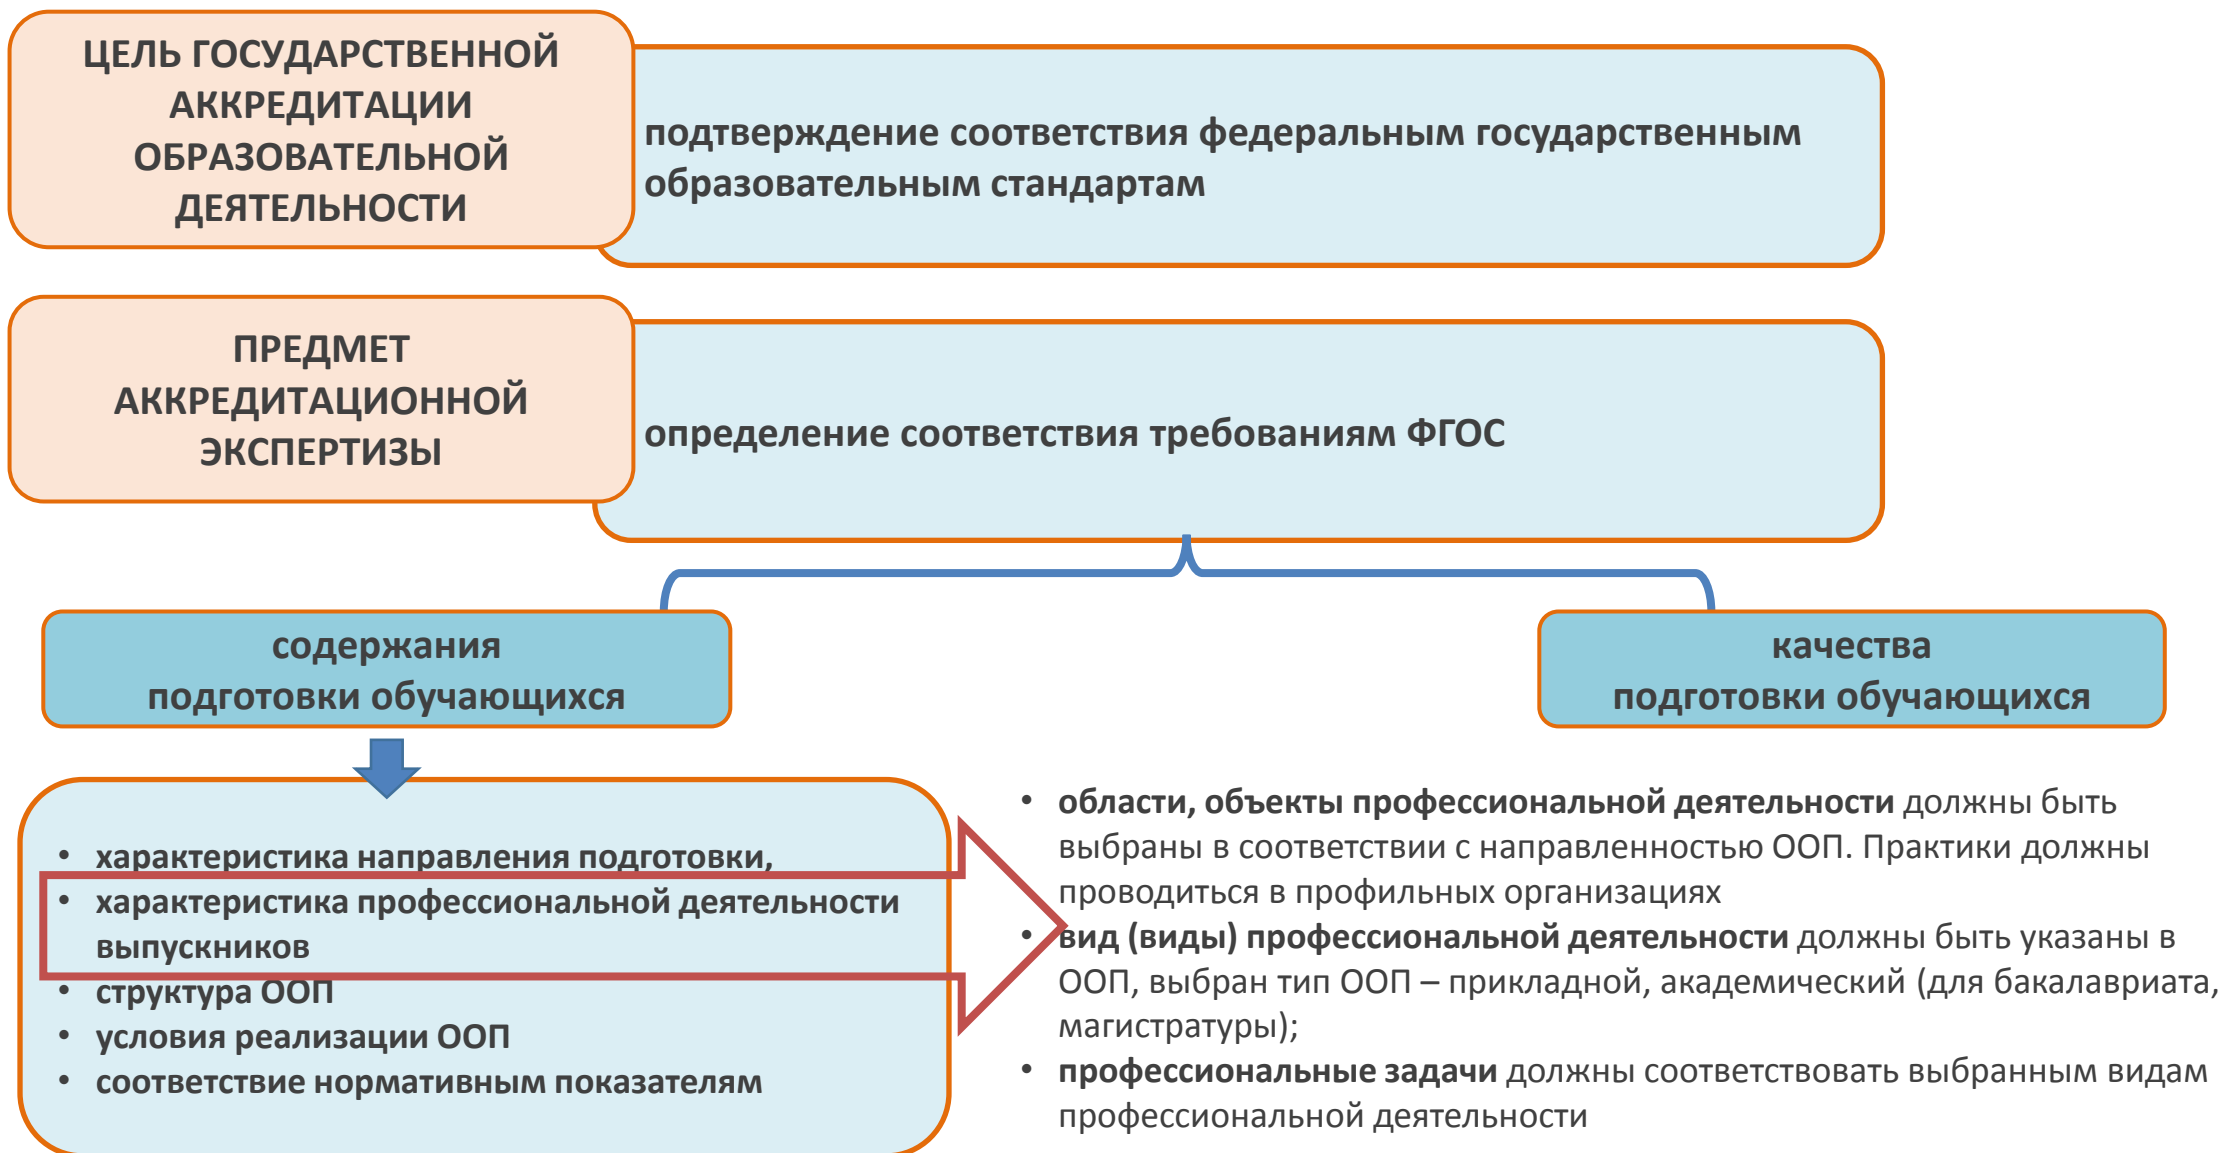 ЦЕЛЬ ГОСУДАРСТВЕННОЙ
АККРЕДИТАЦИИ
ОБРАЗОВАТЕЛЬНОЙ
ДЕЯТЕЛЬНОСТИ
подтверждение соответствия федеральным государственным
образовательным стандартам
ПРЕДМЕТ
АККРЕДИТАЦИОННОЙ
ЭКСПЕРТИЗЫ
определение соответствия требованиям ФГОС
содержания
подготовки обучающихся
качества
подготовки обучающихся
• характеристика направления подготовки,
• характеристика профессиональной деятельности
выпускников
• структура ООП
• условия реализации ООП
• соответствие нормативным показателям
• области, объекты профессиональной деятельности должны быть
выбраны в соответствии с направленностью ООП. Практики должны
проводиться в профильных организациях
• вид (виды) профессиональной деятельности должны быть указаны в
ООП, выбран тип ООП – прикладной, академический (для бакалавриата,
магистратуры);
• профессиональные задачи должны соответствовать выбранным видам
профессиональной деятельности